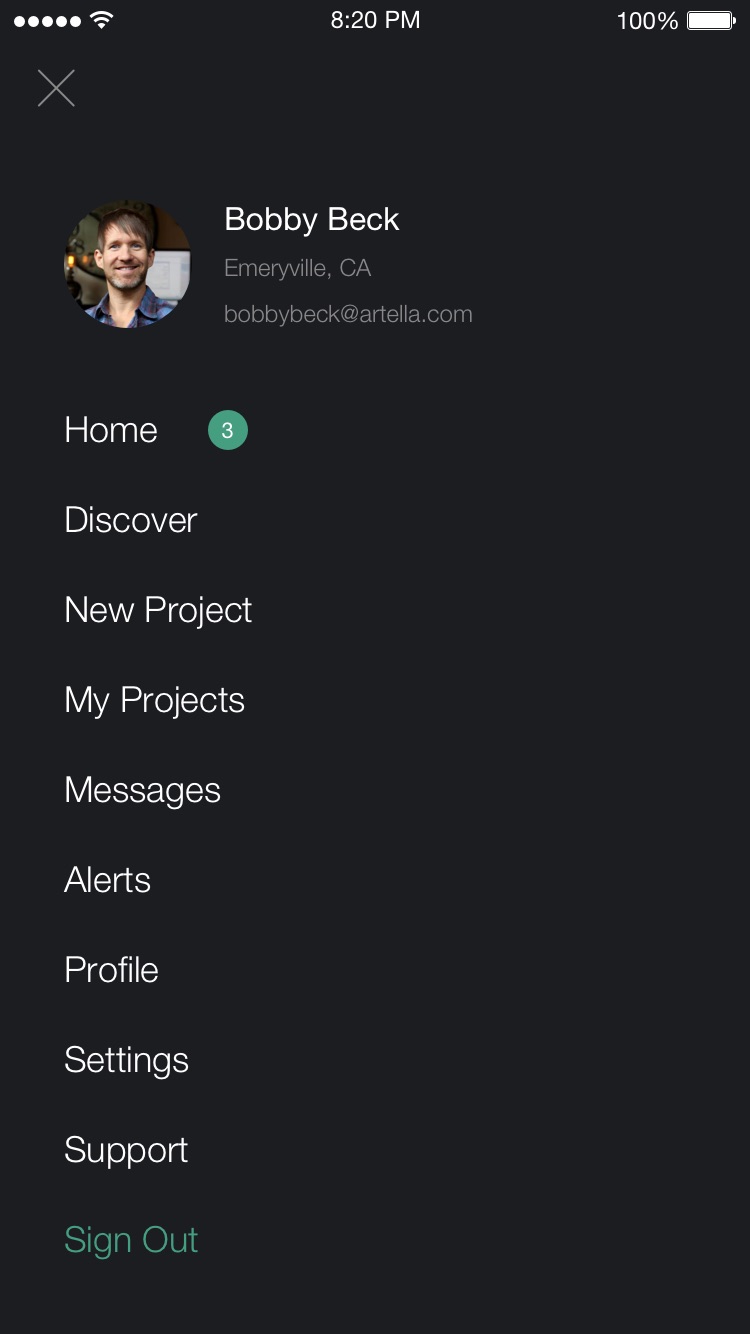 8:20 PM
100%
Bobby Beck
Emeryville, CA
bobbybeck@artella.com
Home 3
Discover
New Project
My Projects
Messages
Alerts
Profile
Settings
Support
Sign Out